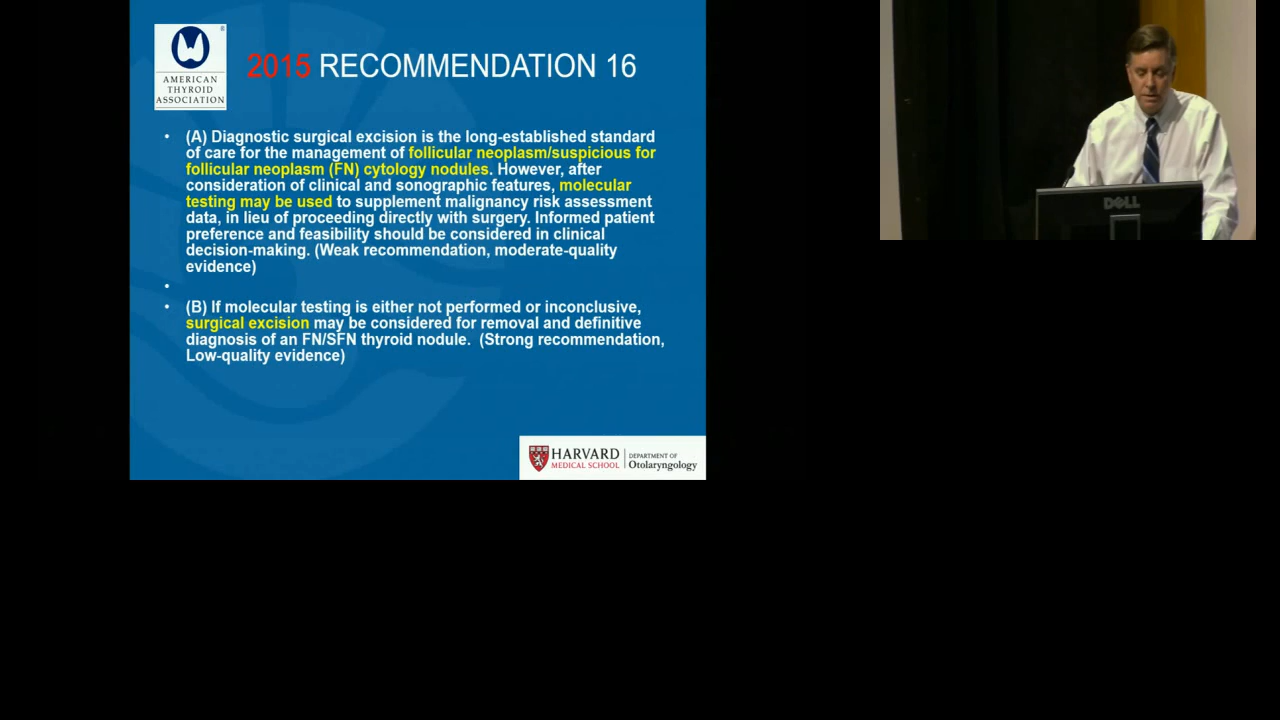 AMERICAN
THYROID
ASSOCIATION
2015 RECOMMENDATION 16
• (A) Diagnostic surgical excision is the long-established standard
of care for the management of follicular neoplasm/suspicious for
follicular neoplasm (FN) cytology nodules. However, after
consideration of clinical and sonographic features, molecular
testing may be used to supplement malignancy risk assessment
data, in lieu of proceeding directly with surgery. Informed patient
preference and feasibility should be considered in clinical
decision-making. (Weak recommendation, moderate-quality
evidence)
•
• (B) If molecular testing is either not performed or inconclusive,
surgical excision may be considered for removal and definitive
diagnosis of an FN/SFN thyroid nodule. (Strong recommendation,
Low-quality evidence)
HARVARD
MEDICAL SCHOOL
DEPARTMENT OF
Otolaryngology
DELL